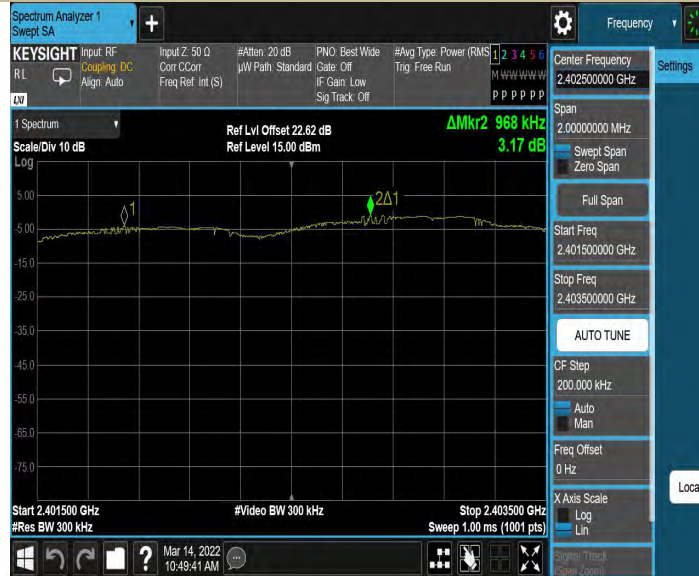 Spectrum Analyzer 1
Swept SA
Frequency
KEYSIGHT
RL
LXI
Input: RF
Coupling: DC
Align: Auto
Input Z: 50 Ω
Corr CCorr
Freq Ref: Int (S)
#Atten: 20 dB
µW Path: Standard
PNO: Best Wide
Gate: Off
IF Gain: Low
Sig Track: Off
#Avg Type: Power (RMS
Trig: Free Run
1 2 3 4 5 6
M W W W W W
P P P P P P
1 Spectrum
Scale/Div 10 dB
Log
Ref Lvl Offset 22.62 dB
Ref Level 15.00 dBm
ΔMkr2 968 kHz
3.17 dB
1
2Δ1
5.00
-5.00
-15.0
-25.0
-35.0
-45.0
-55.0
-65.0
-75.0
Start 2.401500 GHz
#Video BW 300 kHz
Stop 2.403500 GHz
#Res BW 300 kHz
Sweep 1.00 ms (1001 pts)
?
Mar 14, 2022
10:49:41 AM
Center Frequency
2.402500000 GHz
Settings
Span
2.00000000 MHz
Swept Span
Zero Span
Full Span
Start Freq
2.401500000 GHz
Stop Freq
2.403500000 GHz
AUTO TUNE
CF Step
200.000 kHz
Auto
Man
Freq Offset
0 Hz
X Axis Scale
Log
Lin
Signal Track
(Span Zoom)
Loca